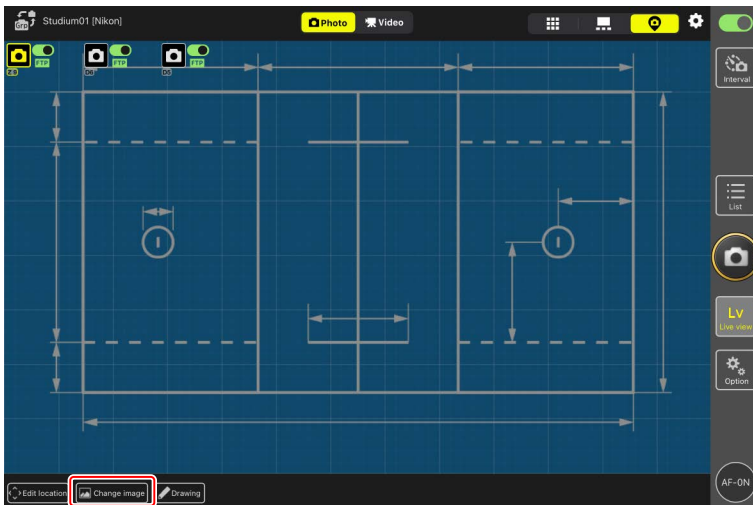 Grp
Studium01 [Nikon]
Photo
Video
FTP
FTP
FTP
D6
D5
Interval
List
Lv
Live view
Option
Edit location
Change image
Drawing
AF-ON